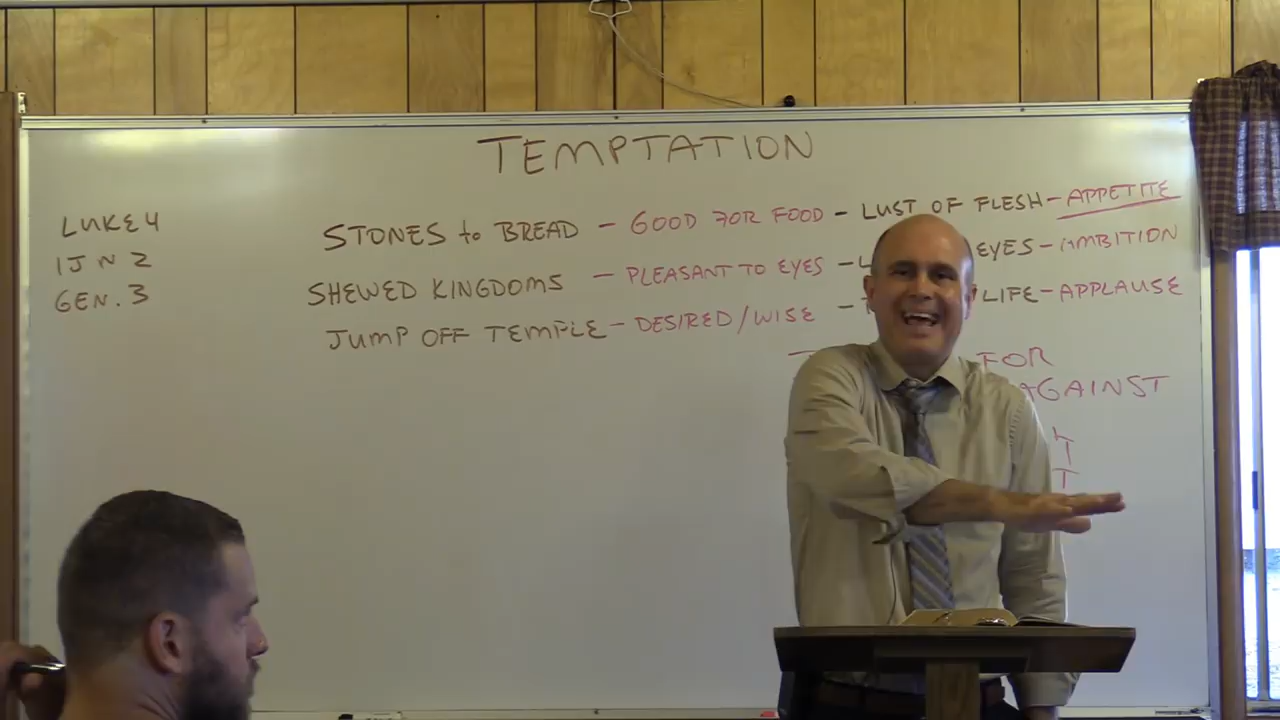 TEMPTATION
LUKE 4
1 JN 2
GEN. 3
STONES to BREAD - GOOD FOR FOOD - LUST OF FLESH - APPETITE
SHEWED KINGDOMS - PLEASANT TO EYES - EYES - AMBITION
JUMP OFF TEMPLE - DESIRED/WISE - LIFE - APPLAUSE
FOR
AGAINST